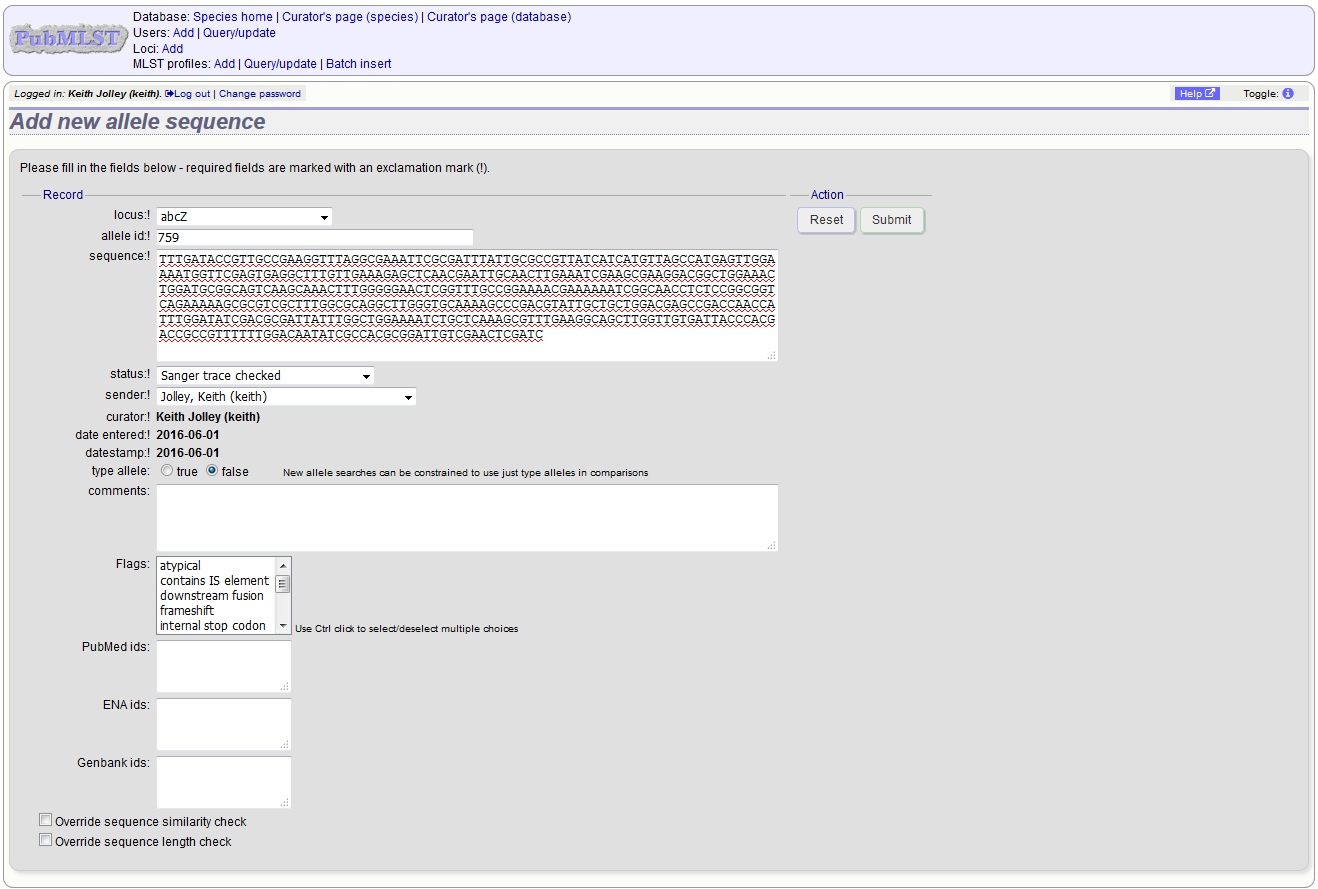 PubMLST
Database: Species home | Curator's page (species) | Curator's page (database)
Users: Add | Query/update
Loci: Add
MLST profiles: Add | Query/update | Batch insert
Logged in: Keith Jolley (keith). Log out | Change password
Help
Toggle: i
Add new allele sequence
Please fill in the fields below - required fields are marked with an exclamation mark (!).
Record
locus:! abcZ
allele id:! 759
sequence:! TTTGATACCGTTGCCGAAGGTTTAGGCGAAATTCGCGATTTATTGCGCCGTTATCATCATGTTAGCCATGAGTTGGA
AAATGGTTCGAGTGAGGCTTTGTTGAAAGAGCTCAACGAATTGCAACTTGAAATCGAAGCGAAGGACGGCTGGAAAC
TGGATGCGGCAGTCAAGCAAACTTTGGGGGAACTCGGTTTGCCGGAAAACGAAAAAATCGGCAACCTCTCCGGCGGT
CAGAAAAAGCGCGTCGCTTTGGCGCAGGCTTGGGTGCAAAAGCCCGACGTATTGCTGCTGGACGAGCCGACCAACCA
TTTGGATATCGACGCGATTATTTGGCTGGAAAATCTGCTCAAAGCGTTTGAAGGCAGCTTGGTTGTGATTACCCACG
ACCGCCGTTTTTTGGACAATATCGCCACGCGGATTGTCGAACTCGATC
status:! Sanger trace checked
sender:! Jolley, Keith (keith)
curator:! Keith Jolley (keith)
date entered:! 2016-06-01
datestamp:! 2016-06-01
type allele: true false New allele searches can be constrained to use just type alleles in comparisons
comments:
Flags: atypical
contains IS element
downstream fusion
frameshift
internal stop codon
Use Ctrl click to select/deselect multiple choices
PubMed ids:
ENA ids:
Genbank ids:
Override sequence similarity check
Override sequence length check
Action
Reset Submit